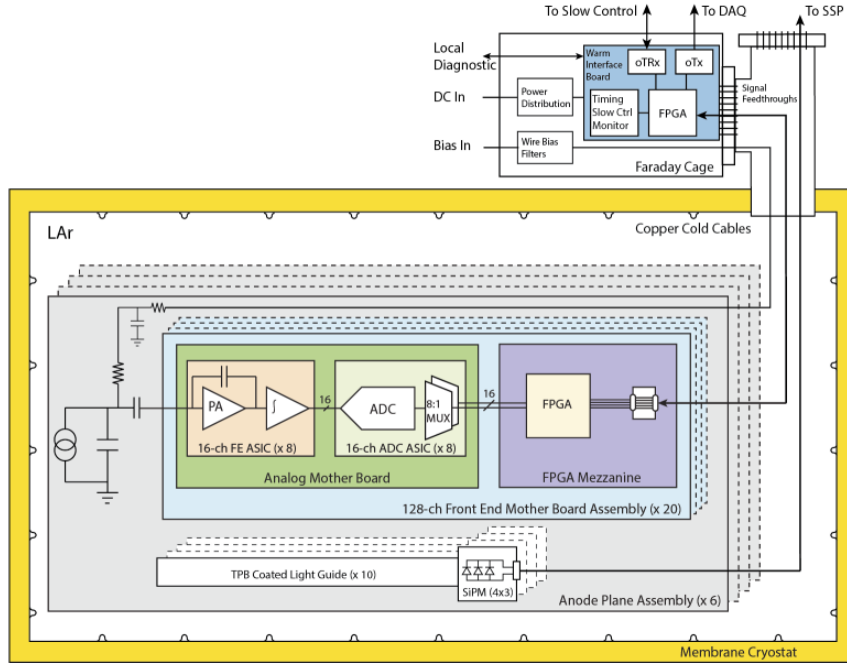 To Slow Control
To DAQ
To SSP
Local
Diagnostic
Warm
Interface
Board
oTRx
oTx
Signal
Feedthroughs
DC In
Power
Distribution
Timing
Slow Ctrl
Monitor
FPGA
Bias In
Wire Bias
Filters
Faraday Cage
LAr
Copper Cold Cables
PA
∫
16
ADC
8:1
MUX
16
FPGA
16-ch FE ASIC (x 8)
16-ch ADC ASIC (x 8)
Analog Mother Board
FPGA Mezzanine
128-ch Front End Mother Board Assembly (x 20)
TPB Coated Light Guide (x 10)
SiPM (4x3)
Anode Plane Assembly (x 6)
Membrane Cryostat